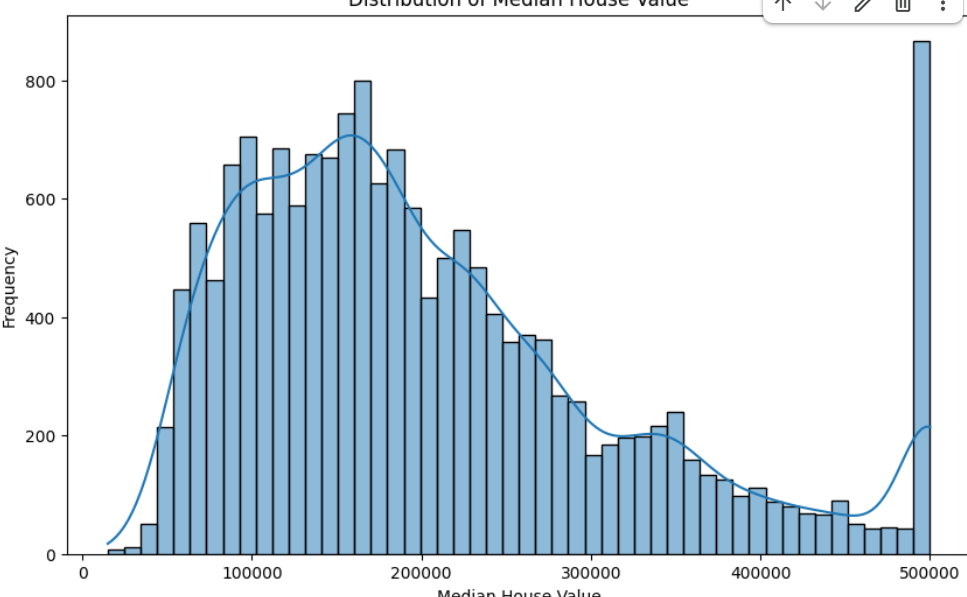 Distribution of Median House Value
800
600
400
200
0
Frequency
0 100000 200000 300000 400000 500000
Median House Value